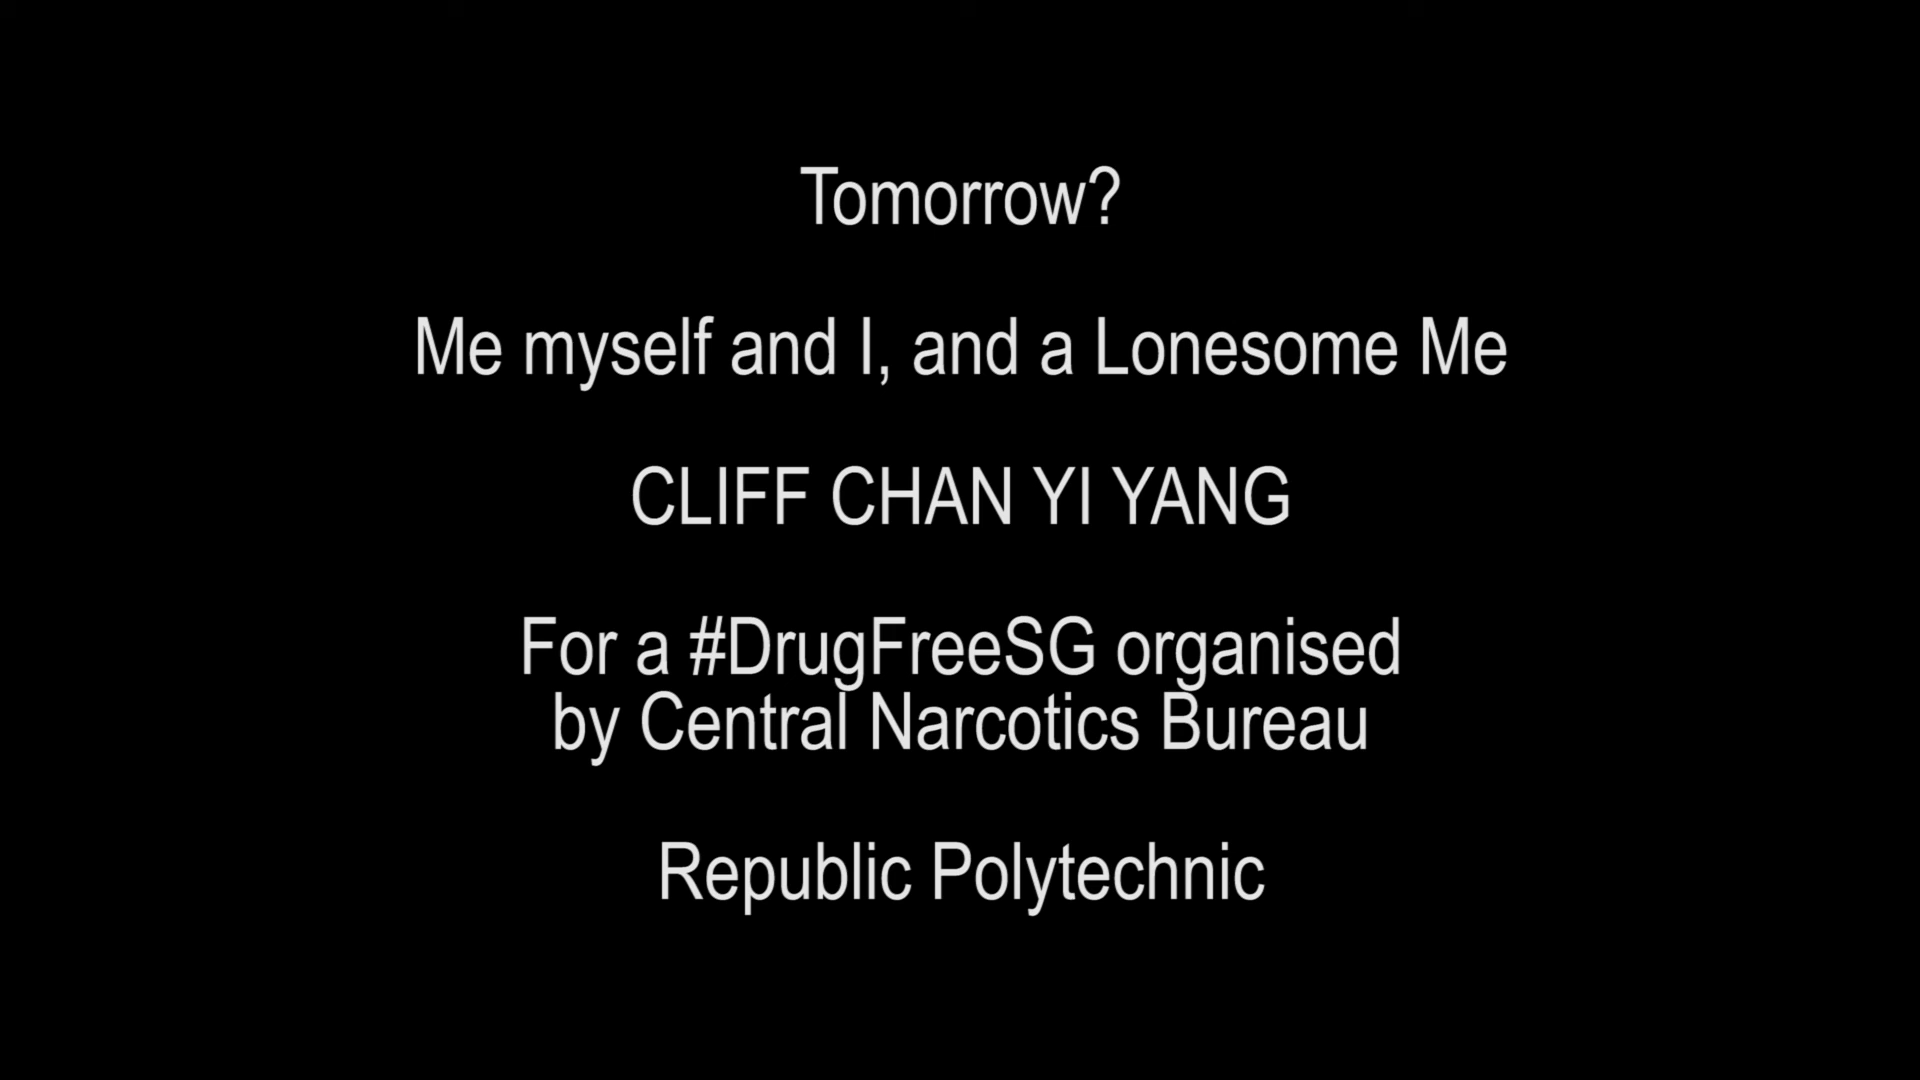 Tomorrow?
Me myself and I, and a Lonesome Me
CLIFF CHAN YI YANG
For a #DrugFreeSG organised
by Central Narcotics Bureau
Republic Polytechnic